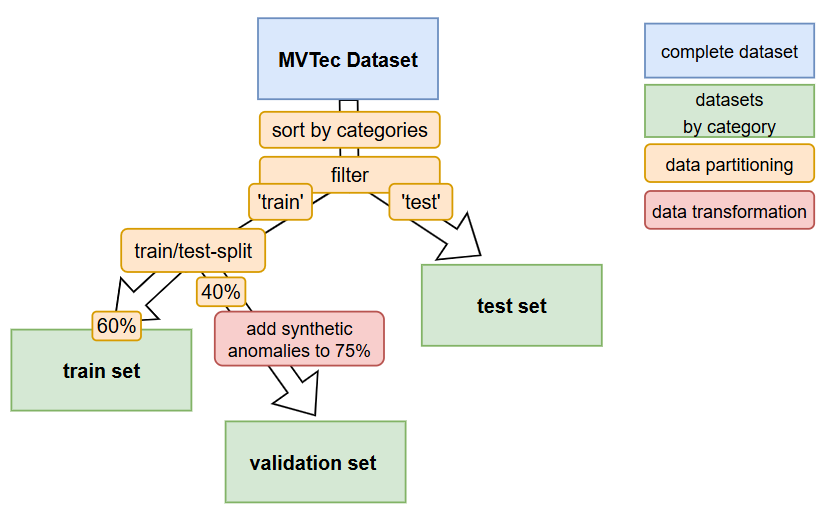 MVTec Dataset
sort by categories
filter
'train'
'test'
train/test-split
40%
60%
add synthetic
anomalies to 75%
train set
test set
validation set
complete dataset
datasets
by category
data partitioning
data transformation